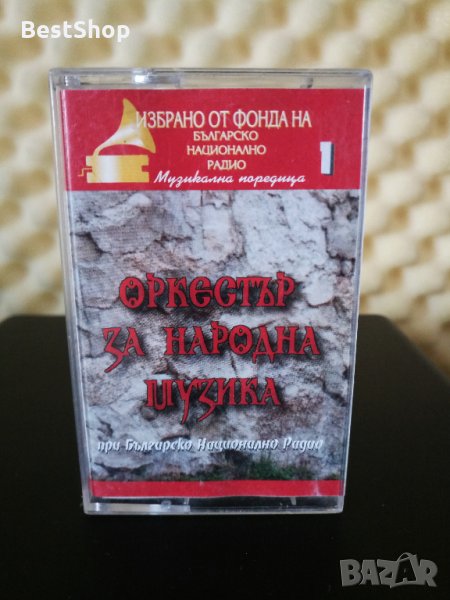 BestShop
ИЗБРАНО ОТ ФОНДА НА
БЪЛГАРСКО
НАЦИОНАЛНО
РАДИО
Музикална поредица
1
ОРКЕСТЪР
ЗА НАРОДНА
МУЗИКА
при Българско Национално Радио
BAZAR